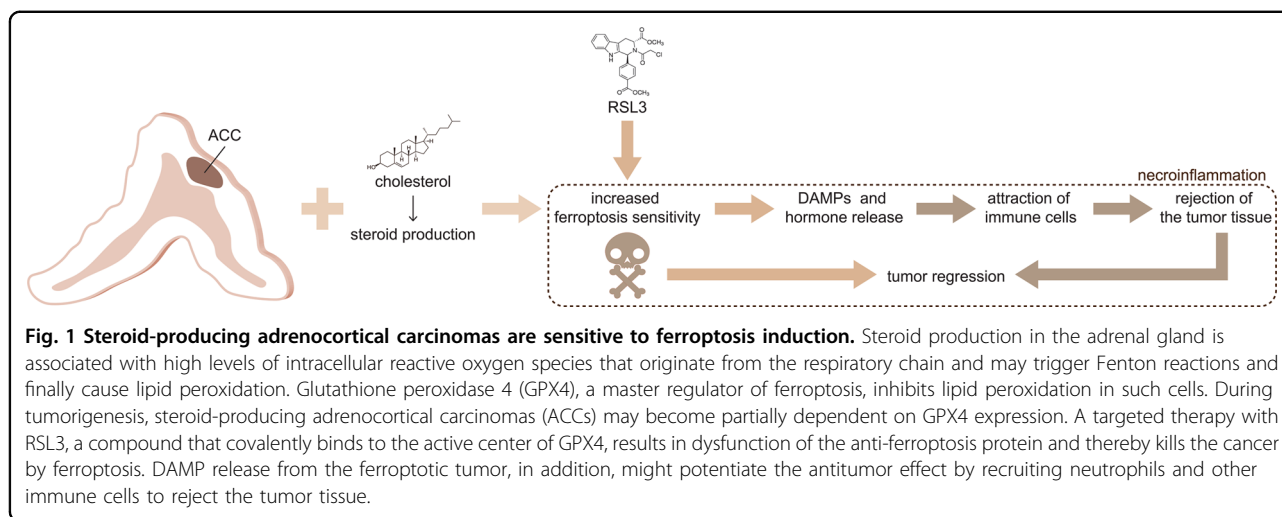 OCH₃
O
N
Cl
NH
O
O
OCH₃
RSL3
ACC
H
H
H
H
HO
cholesterol
steroid production
necroinflammation
increased
ferroptosis sensitivity
DAMPs and
hormone release
attraction of
immune cells
rejection of
the tumor tissue
tumor regression
Fig. 1 Steroid-producing adrenocortical carcinomas are sensitive to ferroptosis induction. Steroid production in the adrenal gland is
associated with high levels of intracellular reactive oxygen species that originate from the respiratory chain and may trigger Fenton reactions and
finally cause lipid peroxidation. Glutathione peroxidase 4 (GPX4), a master regulator of ferroptosis, inhibits lipid peroxidation in such cells. During
tumorigenesis, steroid-producing adrenocortical carcinomas (ACCs) may become partially dependent on GPX4 expression. A targeted therapy with
RSL3, a compound that covalently binds to the active center of GPX4, results in dysfunction of the anti-ferroptosis protein and thereby kills the cancer
by ferroptosis. DAMP release from the ferroptotic tumor, in addition, might potentiate the antitumor effect by recruiting neutrophils and other
immune cells to reject the tumor tissue.